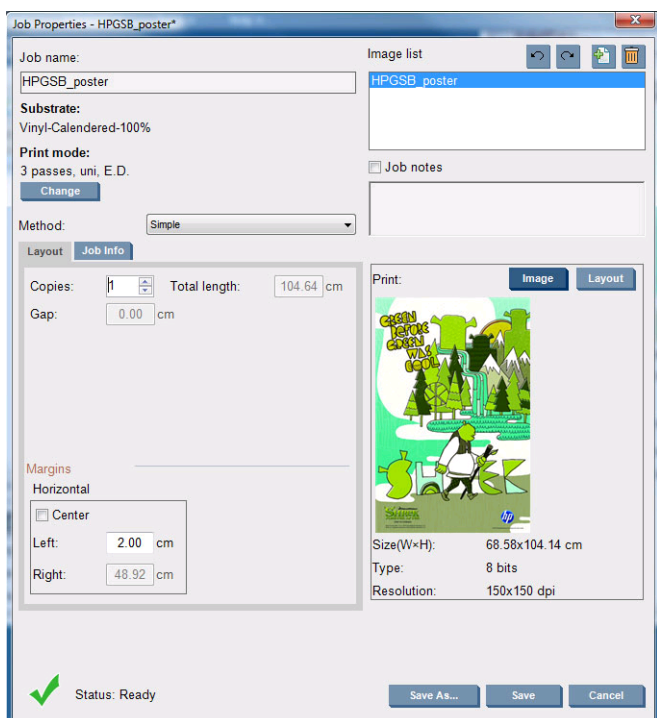 Job Properties - HPGSB_poster*
Job name:
HPGSB_poster
Substrate:
Vinyl-Calendered-100%
Print mode:
3 passes, uni, E.D.
Change
Method:
Simple
Layout
Job Info
Copies:
1
Total length:
104.64 cm
Gap:
0.00 cm
Margins
Horizontal
Center
Left:
2.00 cm
Right:
48.92 cm
Image list
HPGSB_poster
Job notes
Print:
Image
Layout
GREEN
BEFORE
GREEN
WAS
COOL
SHREK
hp
Size(W×H):
68.58x104.14 cm
Type:
8 bits
Resolution:
150x150 dpi
Status: Ready
Save As...
Save
Cancel